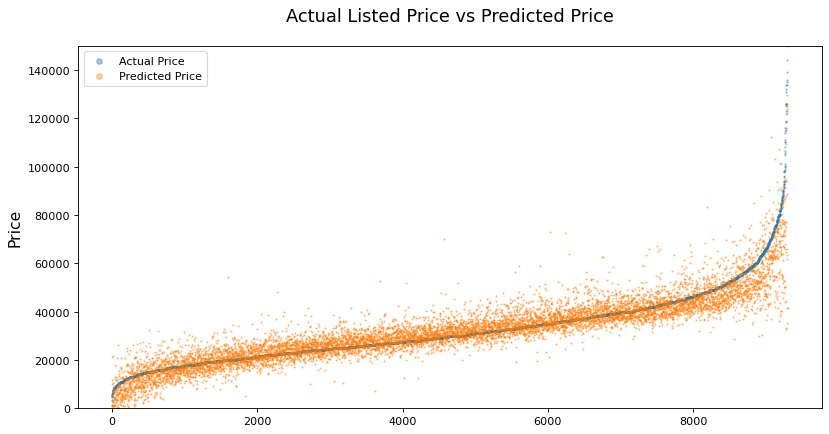 Actual Listed Price vs Predicted Price
Actual Price
Predicted Price
Price
140000
120000
100000
80000
60000
40000
20000
0
0 2000 4000 6000 8000